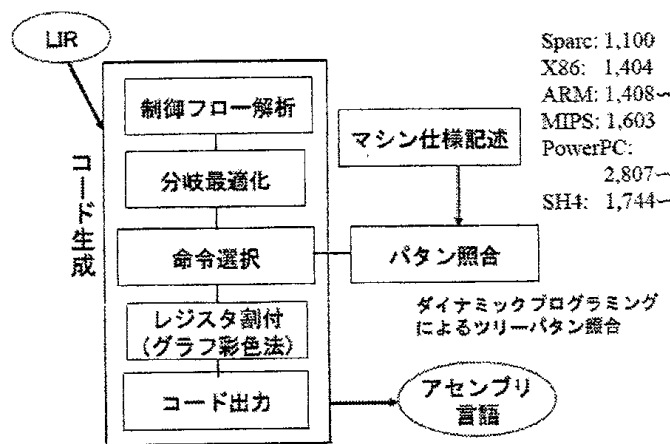 LIR
コード生成
制御フロー解析
分岐最適化
命令選択
レジスタ割付
(グラフ彩色法)
コード出力
マシン仕様記述
パタン照合
ダイナミックプログラミング
によるツリーパタン照合
アセンブリ
言語
Sparc: 1,100
X86: 1,404
ARM: 1,408~
MIPS: 1,603
PowerPC:
2,807~
SH4: 1,744~